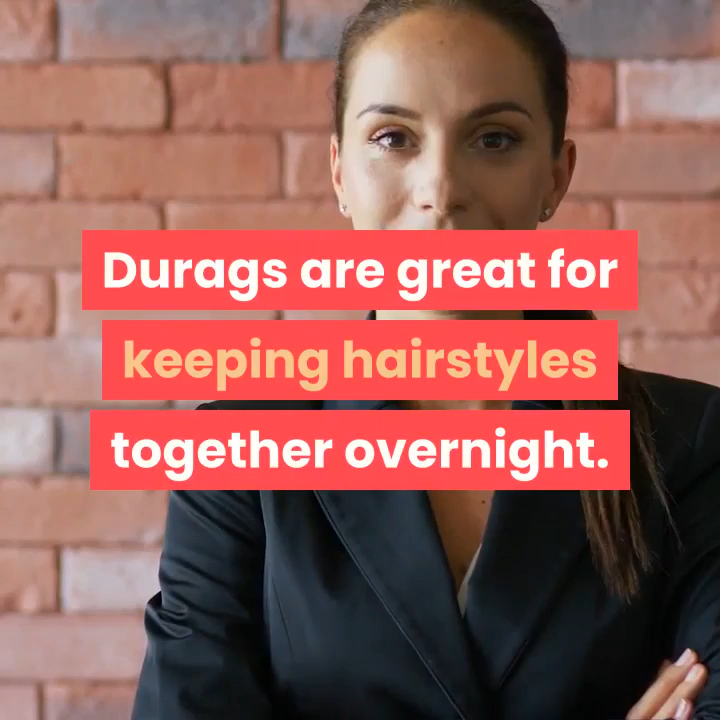 Durags are great for
keeping hairstyles
together overnight.